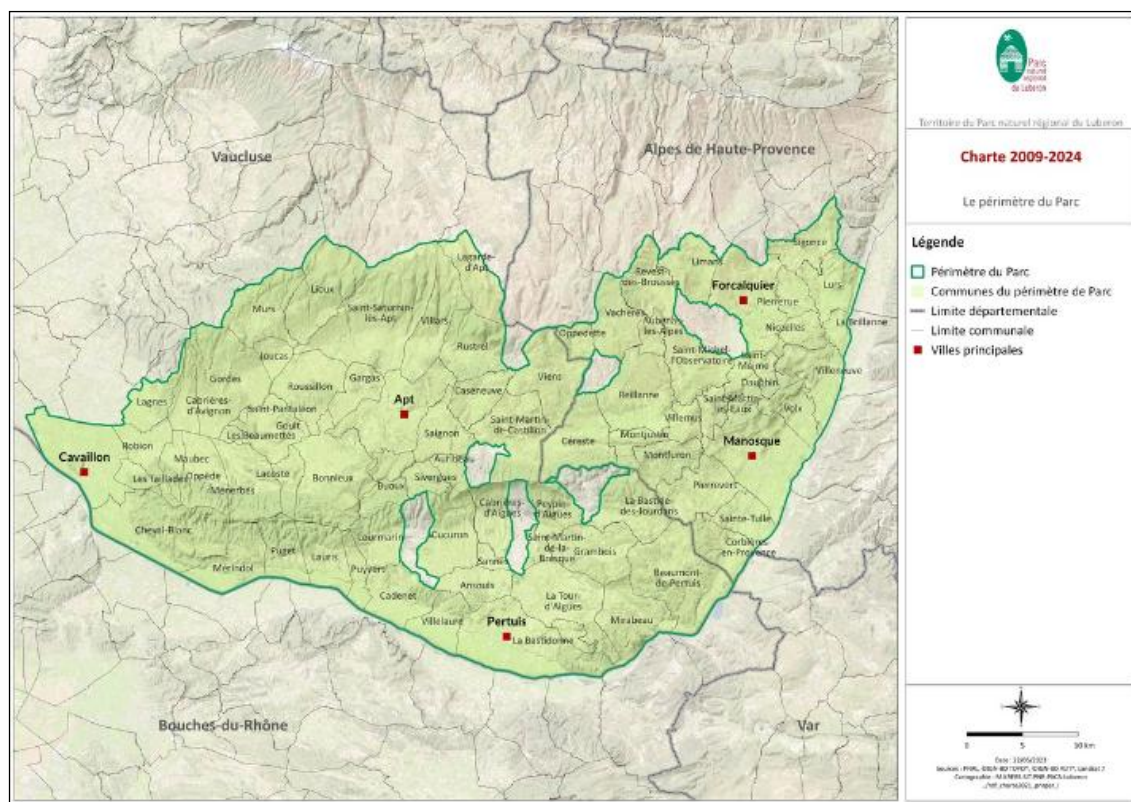 Vaucluse
Alpes de Haute-Provence
Bouches-du-Rhône
Var
Lagarde-
d'Apt
Lioux
Murs
Saint-Saturnin-
lès-Apt
Villars
Rustrel
Joucas
Gordes
Roussillon
Gargas
Caseneuve
Viens
Lagnes
Cabrières-
d'Avignon
Saint-Pantaléon
Goult
Les Beaumettes
Apt
Saignon
Saint-Martin-
de-Castillon
Cavaillon
Robion
Maubec
Les Taillades
Oppède
Ménerbes
Lacoste
Bonnieux
Buoux
Sivergues
Auribeau
Cheval-Blanc
Mérindol
Puget
Lauris
Lourmarin
Puyvert
Cadenet
Villelaure
Cucuron
Cabrières-
d'Aigues
Peypin-
d'Aigues
Saint-Martin-
de-la-
Brasque
Sannes
Ansouis
Grambois
La Bastide-
des-Jourdans
La Tour
d'Aigues
Pertuis
La Bastidonne
Mirabeau
Beaumont-
de-Pertuis
Oppedette
Vachères
Revest-
des-Brousses
Limans
Sigonce
Forcalquier
Pierrerue
Lurs
Niozelles
La Brillanne
Aubenas-
les-Alpes
Saint-Michel-
l'Observatoire
Saint-
Maime
Dauphin
Villeneuve
Reillanne
Saint-Martin-
les-Eaux
Volx
Villemus
Montjustin
Céreste
Montfuron
Manosque
Pierrevert
Sainte-Tulle
Corbières-
en-Provence
Parc
naturel
régional
du Luberon
Territoire du Parc naturel régional du Luberon
Charte 2009-2024
Le périmètre du Parc
Légende
Périmètre du Parc
Communes du périmètre de Parc
Limite départementale
Limite communale
Villes principales
0 5 10 km